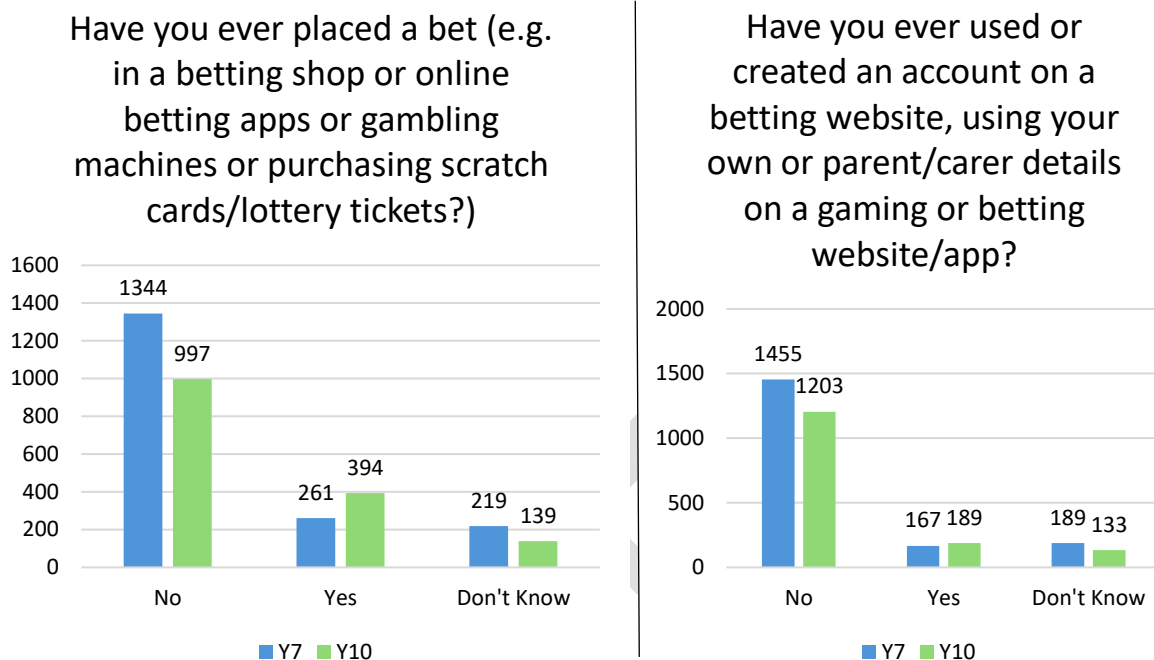 Have you ever placed a bet (e.g.
in a betting shop or online
betting apps or gambling
machines or purchasing scratch
cards/lottery tickets?)
1600
1400
1200
1000
800
600
400
200
0
1344
997
261
394
219
139
No
Yes
Don't Know
Y7
Y10
Have you ever used or
created an account on a
betting website, using your
own or parent/carer details
on a gaming or betting
website/app?
2000
1500
1000
500
0
1455
1203
167
189
189
133
No
Yes
Don't Know
Y7
Y10